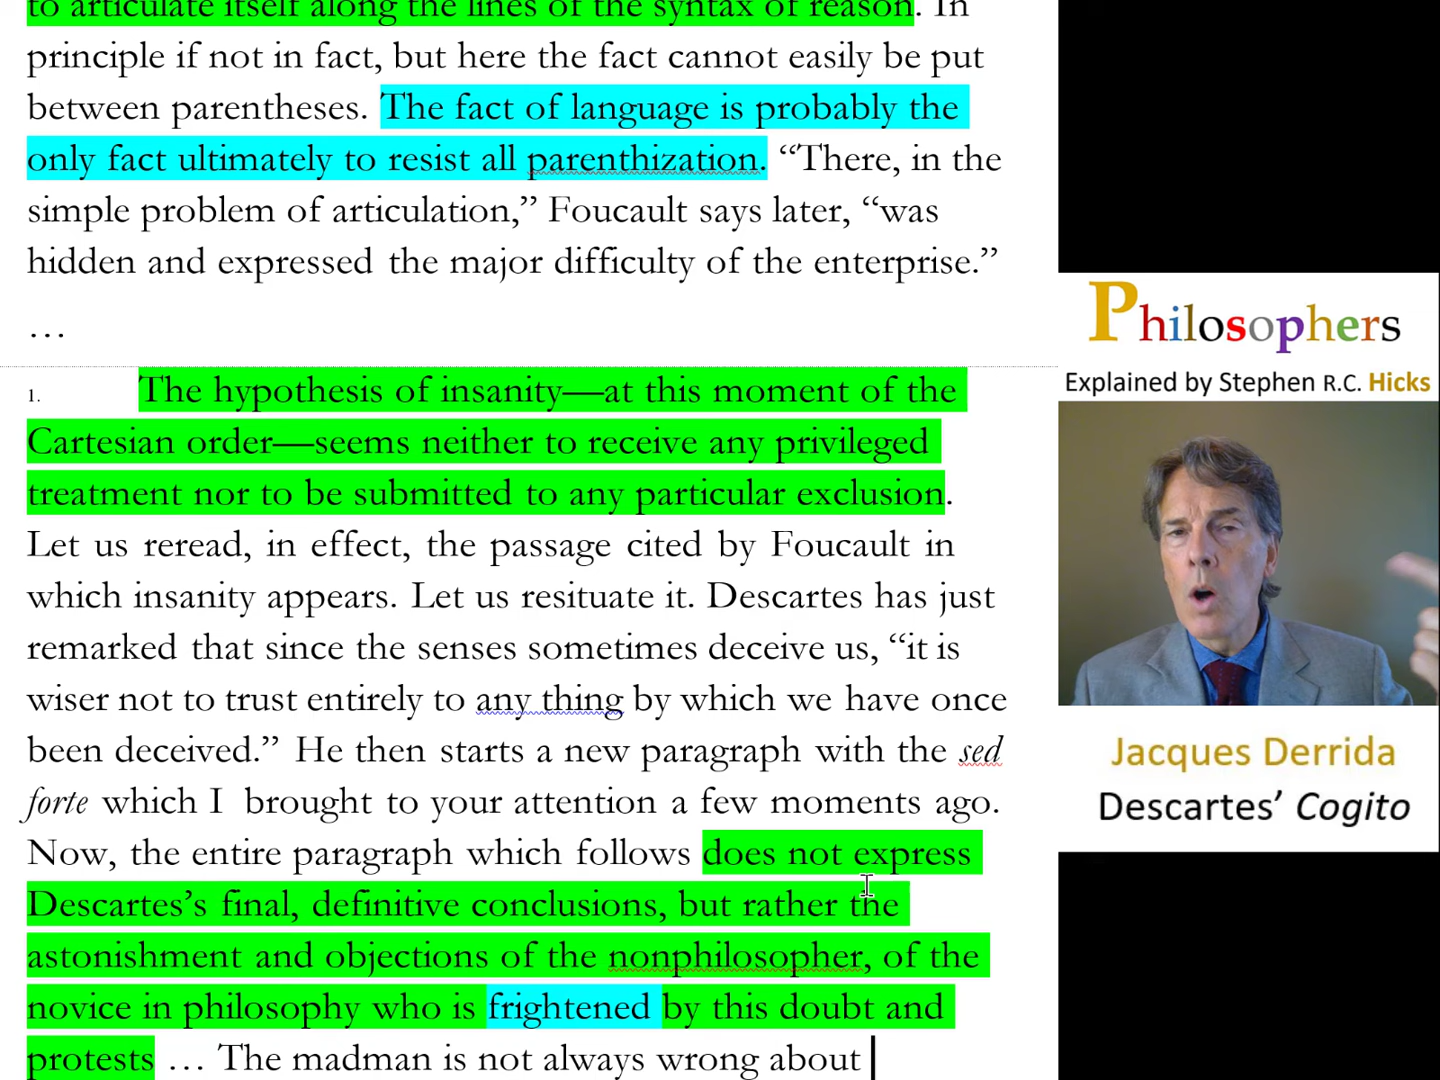 to articulate itself along the lines of the syntax of reason. In
principle if not in fact, but here the fact cannot easily be put
between parentheses. The fact of language is probably the
only fact ultimately to resist all parenthization. “There, in the
simple problem of articulation,” Foucault says later, “was
hidden and expressed the major difficulty of the enterprise.”
…
1. The hypothesis of insanity—at this moment of the
Cartesian order—seems neither to receive any privileged
treatment nor to be submitted to any particular exclusion.
Let us reread, in effect, the passage cited by Foucault in
which insanity appears. Let us resituate it. Descartes has just
remarked that since the senses sometimes deceive us, “it is
wiser not to trust entirely to any thing by which we have once
been deceived.” He then starts a new paragraph with the sed
forte which I brought to your attention a few moments ago.
Now, the entire paragraph which follows does not express
Descartes’s final, definitive conclusions, but rather the
astonishment and objections of the nonphilosopher, of the
novice in philosophy who is frightened by this doubt and
protests … The madman is not always wrong about
Philosophers
Explained by Stephen R.C. Hicks
Jacques Derrida
Descartes’ Cogito